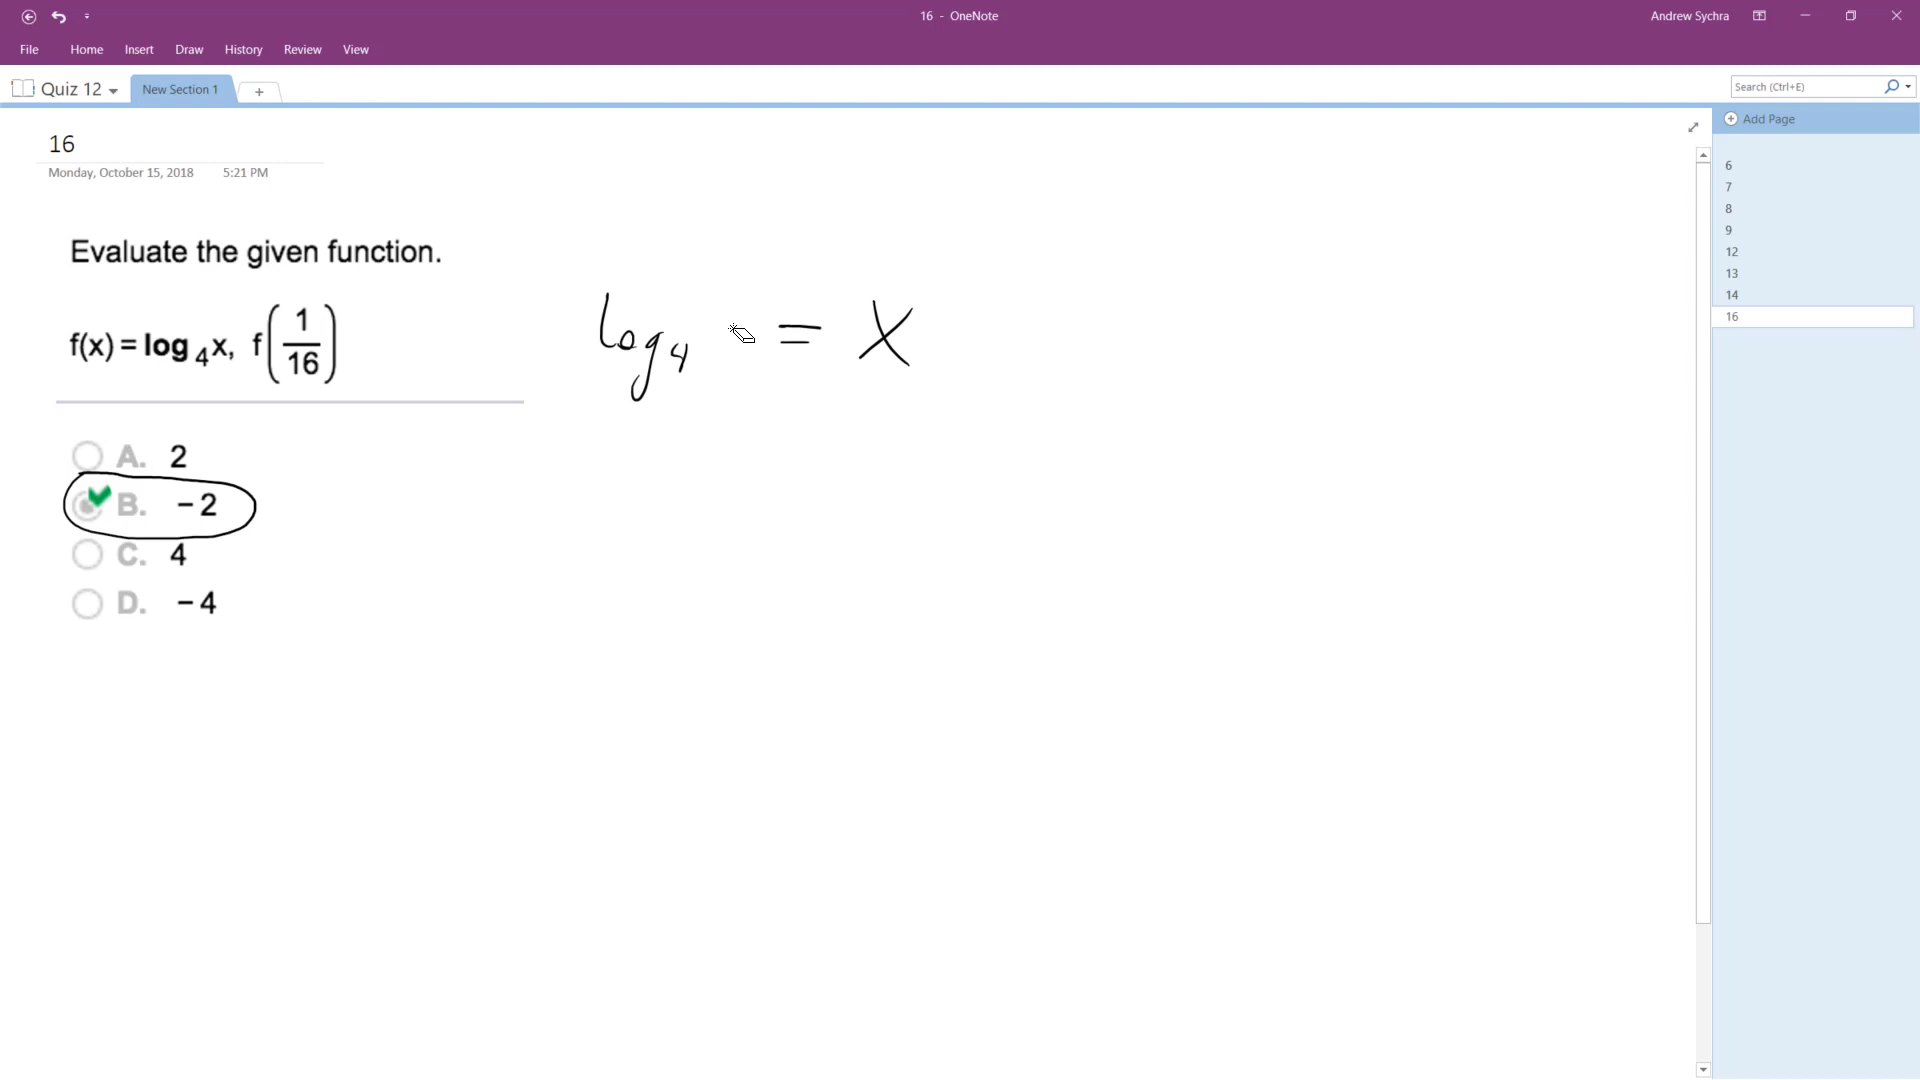 16 - OneNote
Andrew Sychra
File Home Insert Draw History Review View
Quiz 12
New Section 1
+
Search (Ctrl+E)
Add Page
16
Monday, October 15, 2018 5:21 PM
Evaluate the given function.
f(x) = log 4 x, f(1/16)
A. 2
B. -2
C. 4
D. -4
log 4 = X
6
7
8
9
12
13
14
16